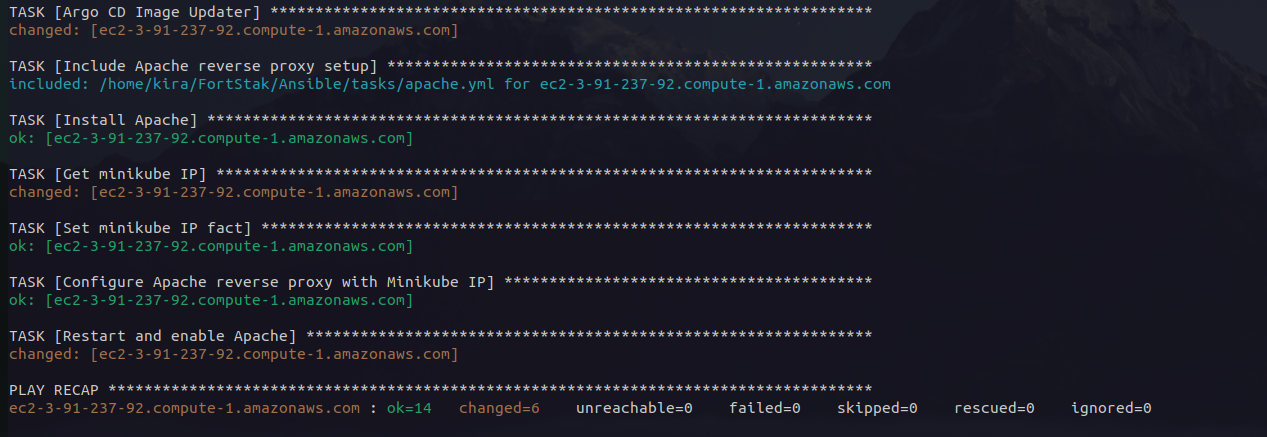 TASK [Argo CD Image Updater] *******************************************************************
changed: [ec2-3-91-237-92.compute-1.amazonaws.com]
TASK [Include Apache reverse proxy setup] ******************************************************
included: /home/kira/FortStak/Ansible/tasks/apache.yml for ec2-3-91-237-92.compute-1.amazonaws.com
TASK [Install Apache] **************************************************************************
ok: [ec2-3-91-237-92.compute-1.amazonaws.com]
TASK [Get minikube IP] *************************************************************************
changed: [ec2-3-91-237-92.compute-1.amazonaws.com]
TASK [Set minikube IP fact] ********************************************************************
ok: [ec2-3-91-237-92.compute-1.amazonaws.com]
TASK [Configure Apache reverse proxy with Minikube IP] *****************************************
ok: [ec2-3-91-237-92.compute-1.amazonaws.com]
TASK [Restart and enable Apache] ***************************************************************
changed: [ec2-3-91-237-92.compute-1.amazonaws.com]
PLAY RECAP *************************************************************************************
ec2-3-91-237-92.compute-1.amazonaws.com : ok=14   changed=6    unreachable=0    failed=0    skipped=0    rescued=0    ignored=0